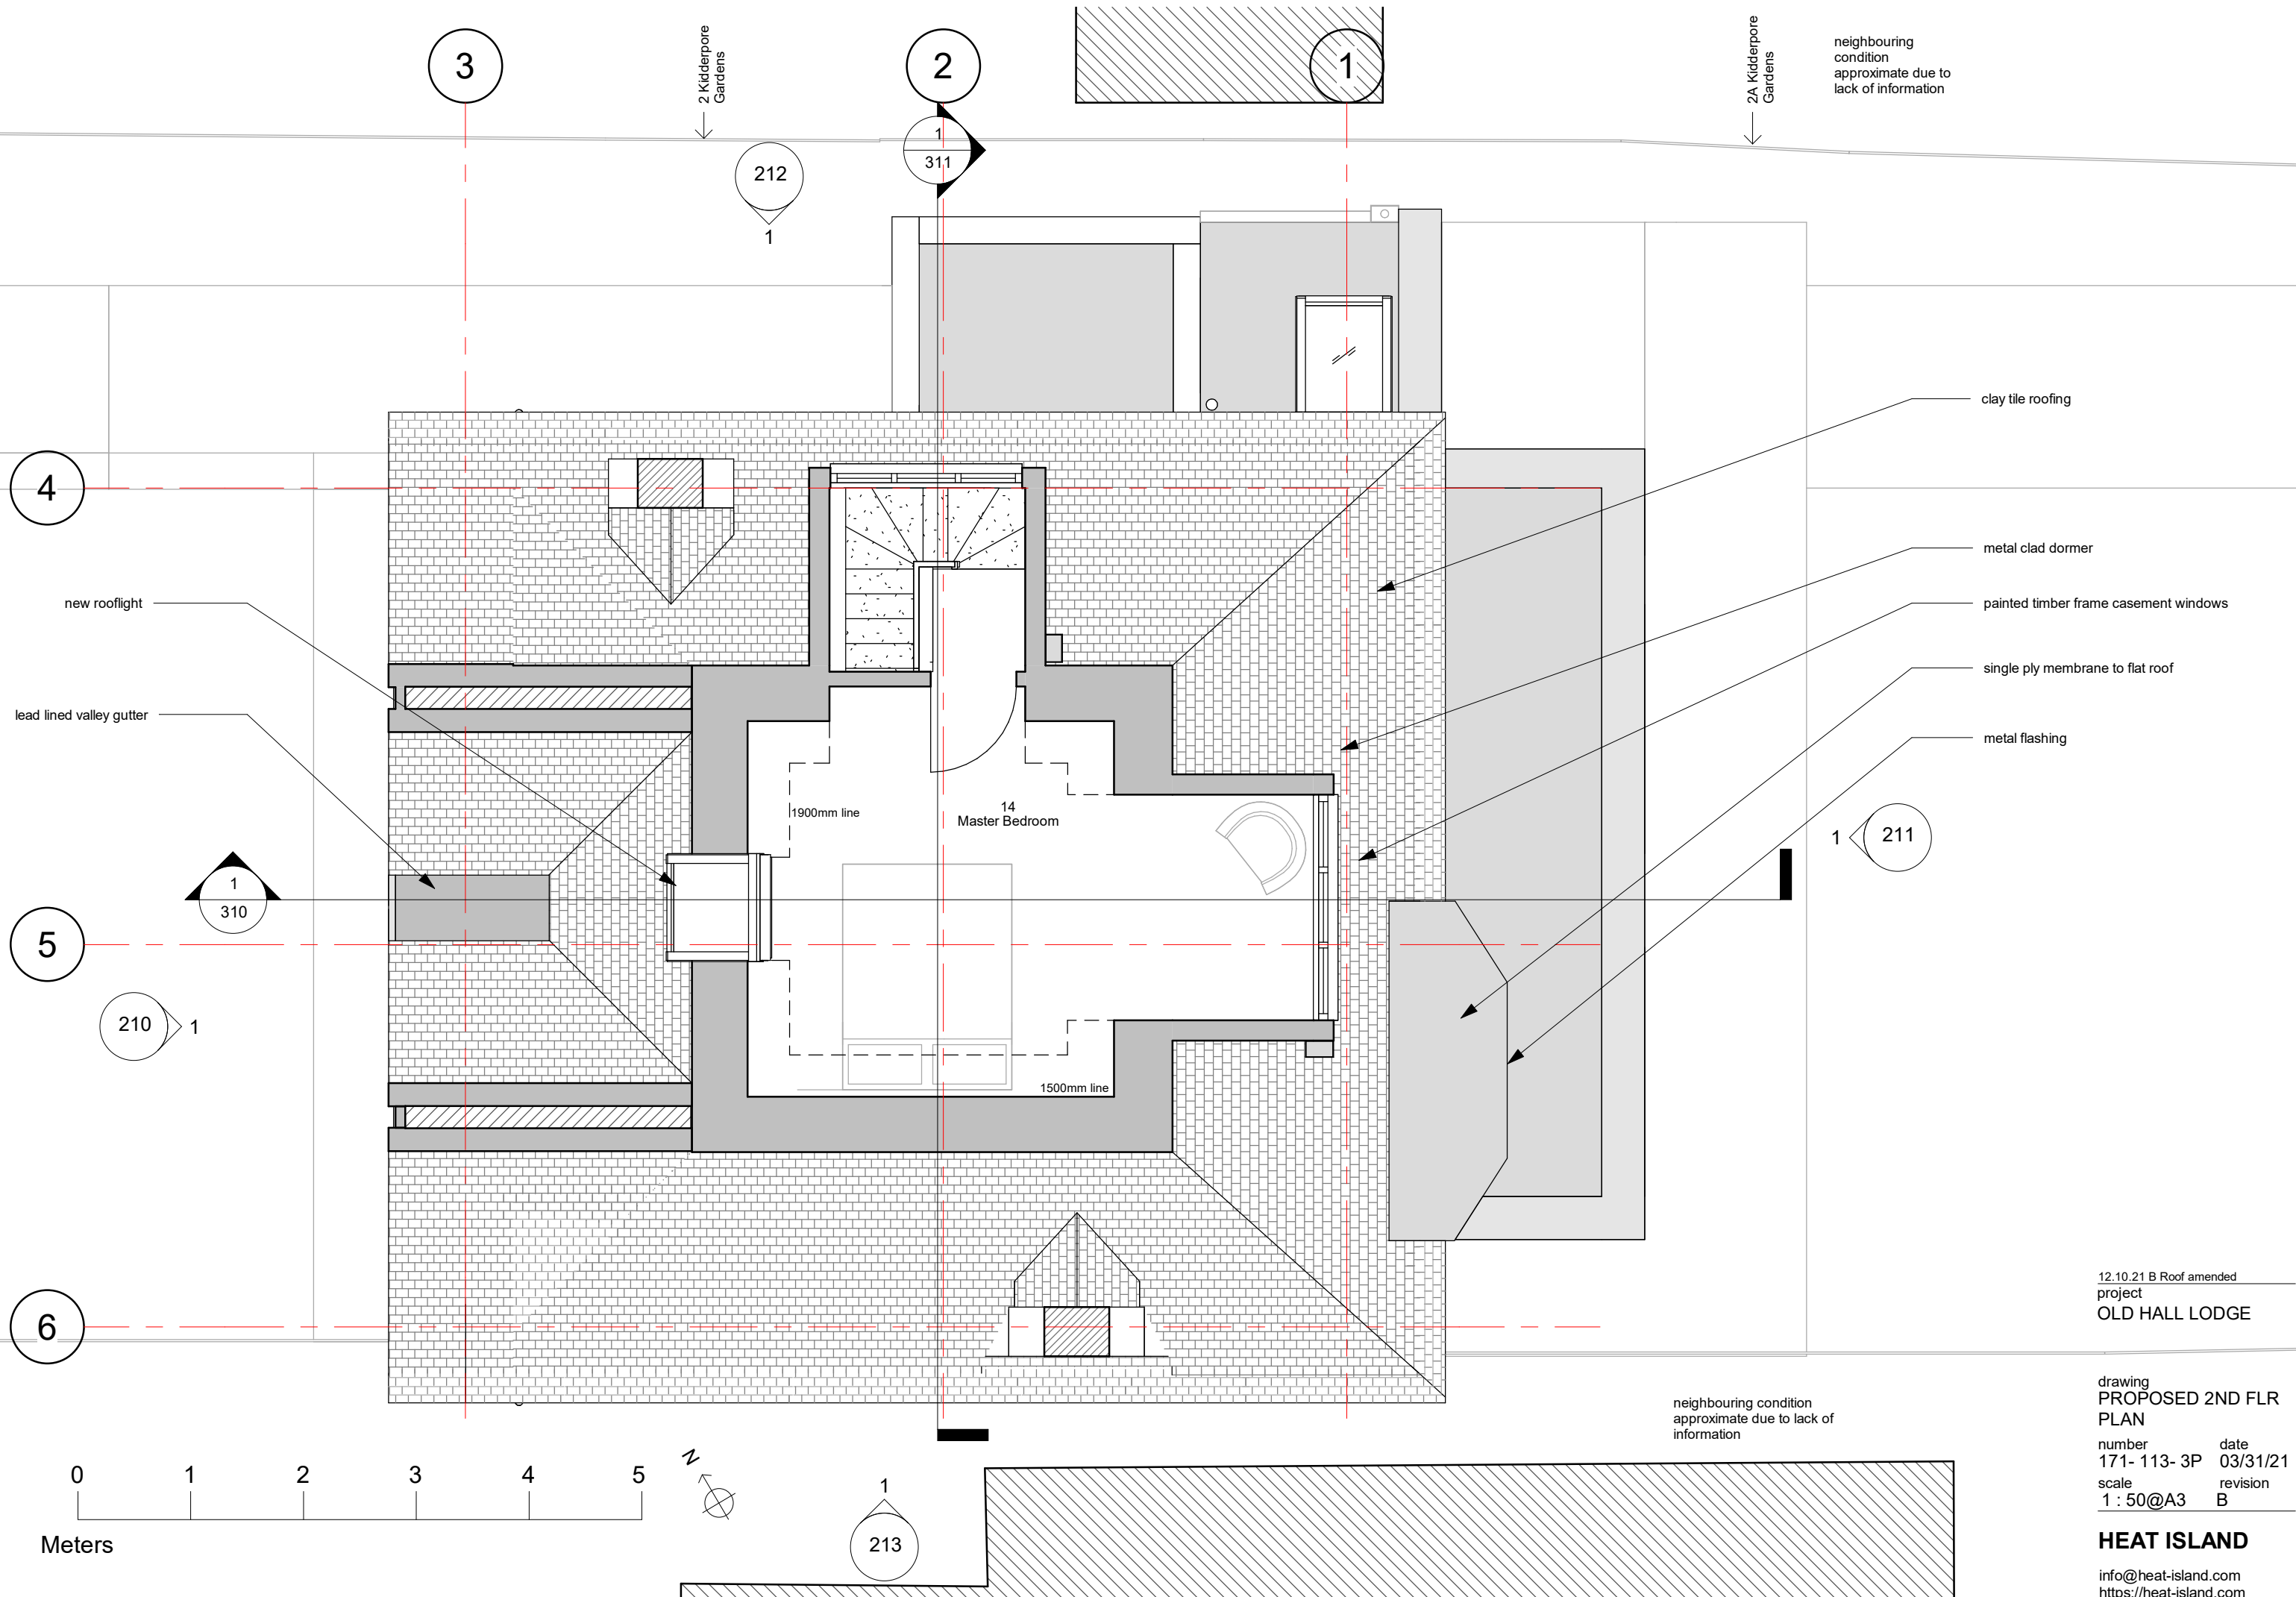 3
2
1
2 Kidderpore
Gardens
2A Kidderpore
Gardens
neighbouring
condition
approximate due to
lack of information
1
311
212
1
clay tile roofing
4
metal clad dormer
new rooflight
painted timber frame casement windows
single ply membrane to flat roof
lead lined valley gutter
metal flashing
1900mm line
14
Master Bedroom
1
211
1
310
5
210
1
1500mm line
12.10.21 B Roof amended
project
OLD HALL LODGE
6
drawing
PROPOSED 2ND FLR
PLAN
neighbouring condition
approximate due to lack of
information
number date
171- 113- 3P 03/31/21
scale revision
1 : 50@A3 B
0 1 2 3 4 5
Meters
N
1
213
HEAT ISLAND
info@heat-island.com
https://heat-island.com